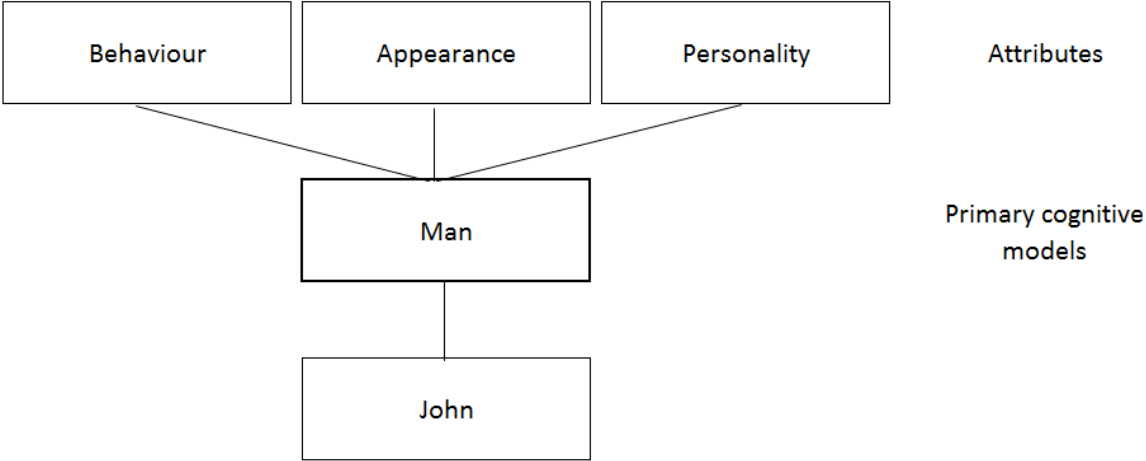 Behaviour
Appearance
Personality
Attributes
Man
Primary cognitive
models
John